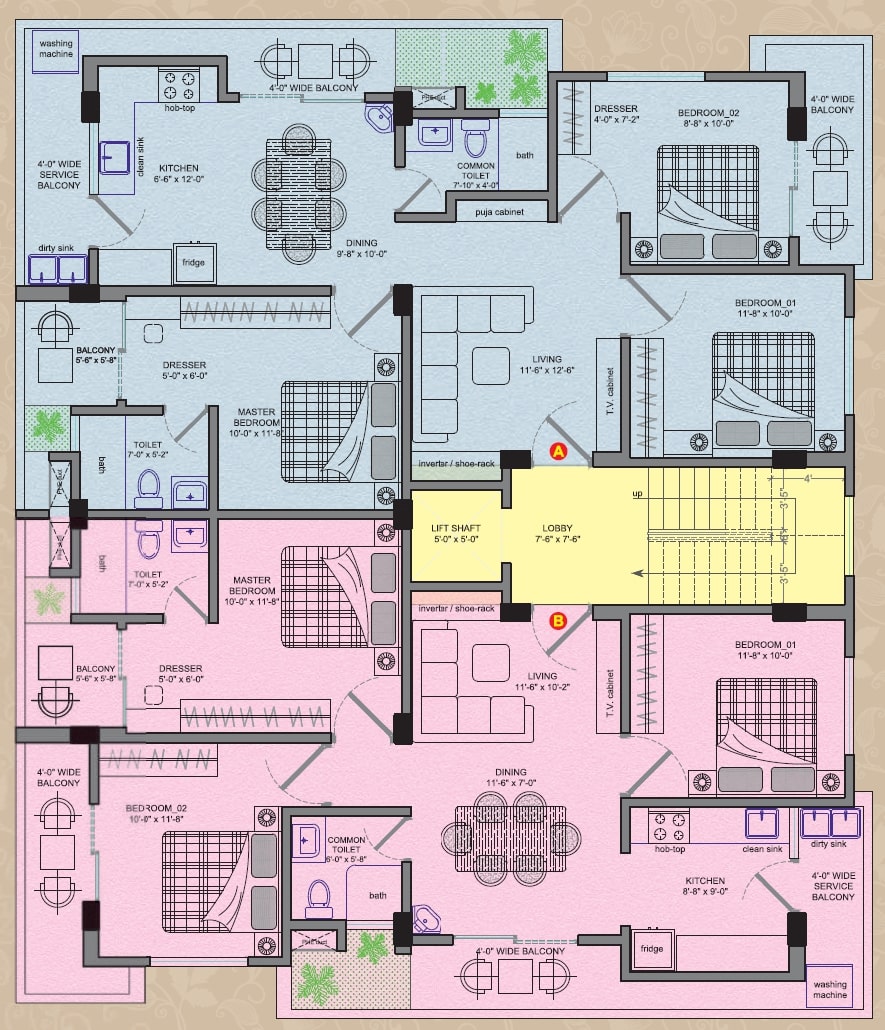 washing
machine
hob-top
4'-0" WIDE BALCONY
clean sink
KITCHEN
6'-6" x 12'-0"
4'-0" WIDE
SERVICE
BALCONY
dirty sink
fridge
DINING
9'-8" x 10'-0"
COMMON
TOILET
7'-10" x 4'-0"
bath
puja cabinet
DRESSER
4'-0" x 7'-2"
BEDROOM_02
8'-8" x 10'-0"
4'-0" WIDE
BALCONY
BEDROOM_01
11'-8" x 10'-0"
LIVING
11'-6" x 12'-6"
T.V. cabinet
BALCONY
5'-6" x 5'-8"
DRESSER
5'-0" x 6'-0"
MASTER
BEDROOM
10'-0" x 11'-8"
TOILET
7'-0" x 5'-2"
bath
inverter / shoe-rack
A
LIFT SHAFT
5'-0" x 5'-0"
LOBBY
7'-6" x 7'-6"
up
4'
3'-5"
3'-5"
inverter / shoe-rack
B
bath
TOILET
7'-0" x 5'-2"
MASTER
BEDROOM
10'-0" x 11'-8"
BALCONY
5'-6" x 5'-8"
DRESSER
5'-0" x 6'-0"
LIVING
11'-6" x 10'-2"
T.V. cabinet
BEDROOM_01
11'-8" x 10'-0"
4'-0" WIDE
BALCONY
BEDROOM_02
10'-0" x 11'-8"
DINING
11'-6" x 7'-0"
COMMON
TOILET
6'-0" x 5'-8"
bath
hob-top
clean sink
dirty sink
KITCHEN
8'-8" x 9'-0"
4'-0" WIDE
SERVICE
BALCONY
fridge
4'-0" WIDE BALCONY
washing
machine